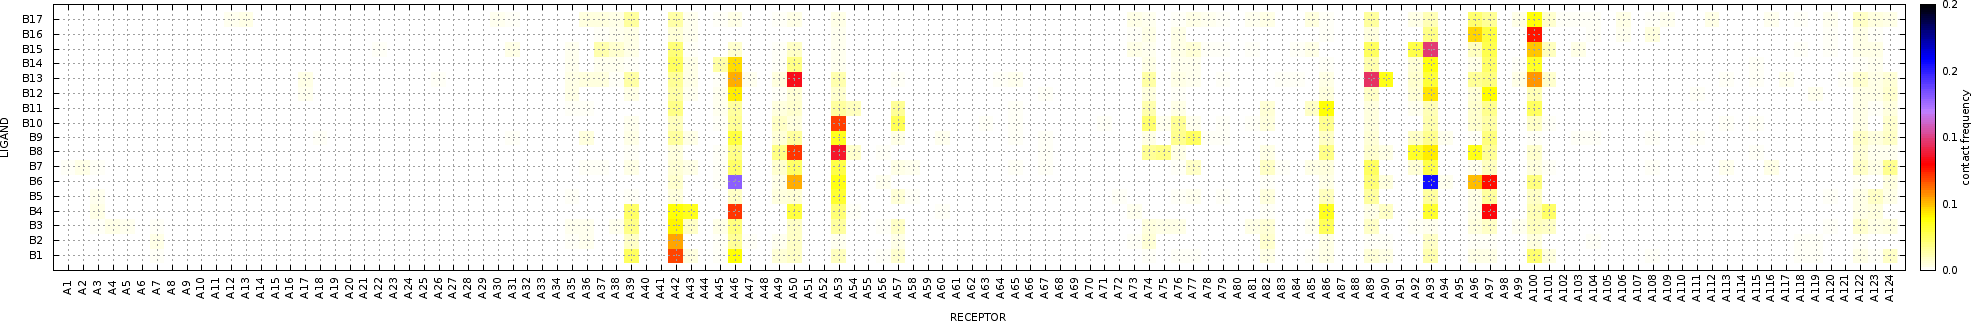 B17
B16
B15
B14
B13
B12
B11
B10
B9
B8
B7
B6
B5
B4
B3
B2
B1
LIGAND
A1 A2 A3 A4 A5 A6 A7 A8 A9 A10 A11 A12 A13 A14 A15 A16 A17 A18 A19 A20 A21 A22 A23 A24 A25 A26 A27 A28 A29 A30 A31 A32 A33 A34 A35 A36 A37 A38 A39 A40 A41 A42 A43 A44 A45 A46 A47 A48 A49 A50 A51 A52 A53 A54 A55 A56 A57 A58 A59 A60 A61 A62 A63 A64 A65 A66 A67 A68 A69 A70 A71 A72 A73 A74 A75 A76 A77 A78 A79 A80 A81 A82 A83 A84 A85 A86 A87 A88 A89 A90 A91 A92 A93 A94 A95 A96 A97 A98 A99 A100 A101 A102 A103 A104 A105 A106 A107 A108 A109 A110 A111 A112 A113 A114 A115 A116 A117 A118 A119 A120 A121 A122 A123 A124
RECEPTOR
0.2
0.2
0.1
0.1
0.0
contact frequency